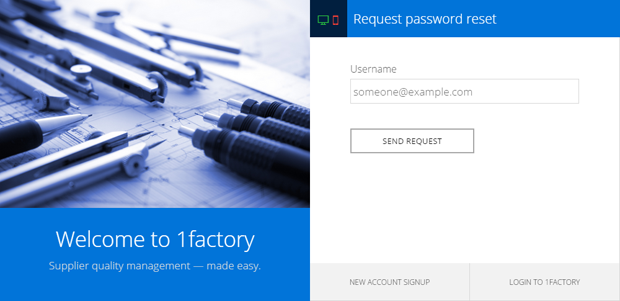 Request password reset
Username
someone@example.com
SEND REQUEST
Welcome to 1factory
Supplier quality management — made easy.
NEW ACCOUNT SIGNUP
LOGIN TO 1FACTORY